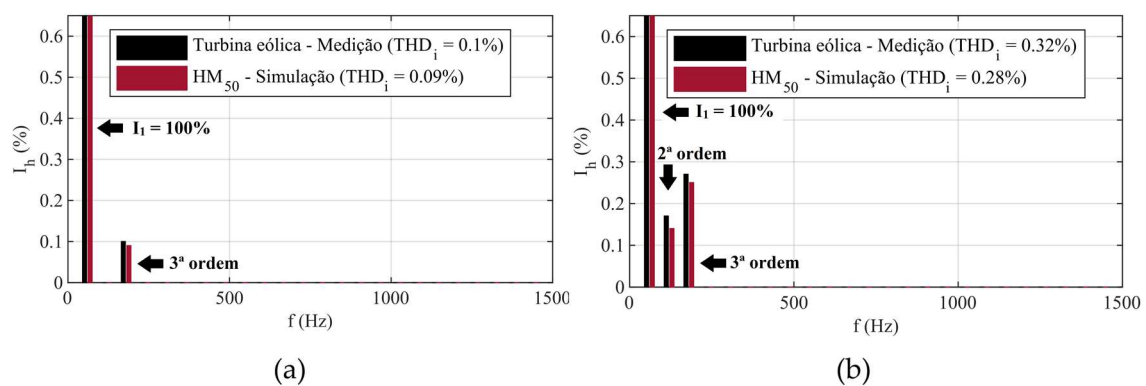 0.6
0.5
0.4
0.3
0.2
0.1
0
I_h (%)
Turbina eólica - Medição (THD_i = 0.1%)
HM_50 - Simulação (THD_i = 0.09%)
I₁ = 100%
3ª ordem
0 500 1000 1500
f (Hz)
(a)
0.6
0.5
0.4
0.3
0.2
0.1
0
I_h (%)
Turbina eólica - Medição (THD_i = 0.32%)
HM_50 - Simulação (THD_i = 0.28%)
I₁ = 100%
2ª ordem
3ª ordem
0 500 1000 1500
f (Hz)
(b)